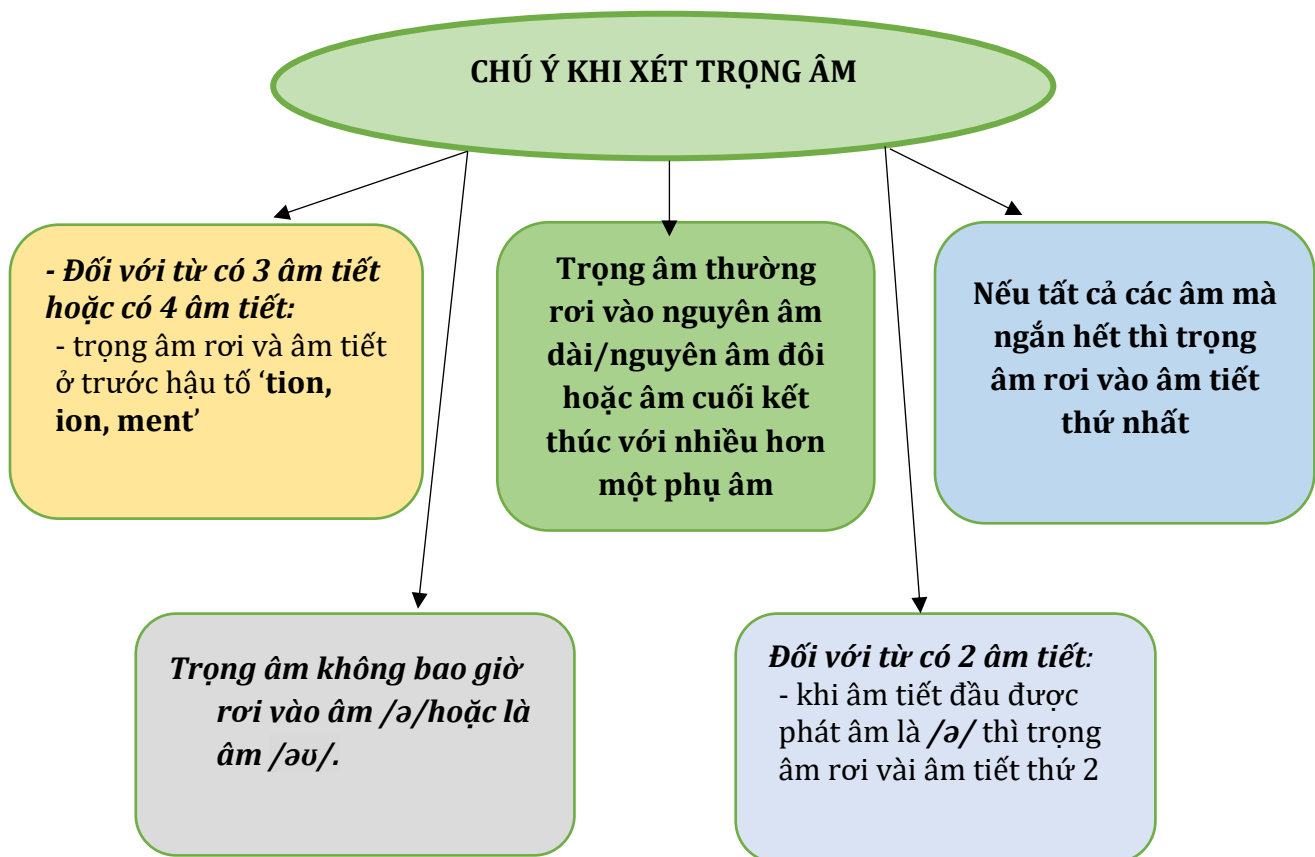 CHÚ Ý KHI XÉT TRỌNG ÂM
- Đối với từ có 3 âm tiết
hoặc có 4 âm tiết:
- trọng âm rơi và âm tiết
ở trước hậu tố ‘tion,
ion, ment’
Trọng âm thường
rơi vào nguyên âm
dài/nguyên âm đôi
hoặc âm cuối kết
thúc với nhiều hơn
một phụ âm
Nếu tất cả các âm mà
ngắn hết thì trọng
âm rơi vào âm tiết
thứ nhất
Trọng âm không bao giờ
rơi vào âm /ə/hoặc là
âm /əʊ/.
Đối với từ có 2 âm tiết:
- khi âm tiết đầu được
phát âm là /ə/ thì trọng
âm rơi vài âm tiết thứ 2